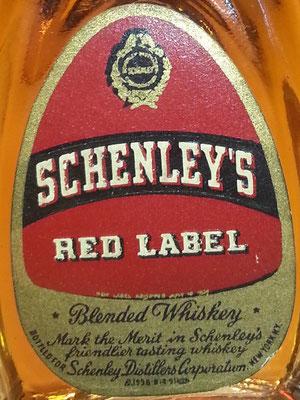 SCHENLEY
SCHENLEY'S
RED LABEL
Blended Whiskey
Mark the Merit in Schenley's
friendlier tasting whiskey
BOTTLED FOR Schenley Distillers Corporation, NEW YORK, N.Y.